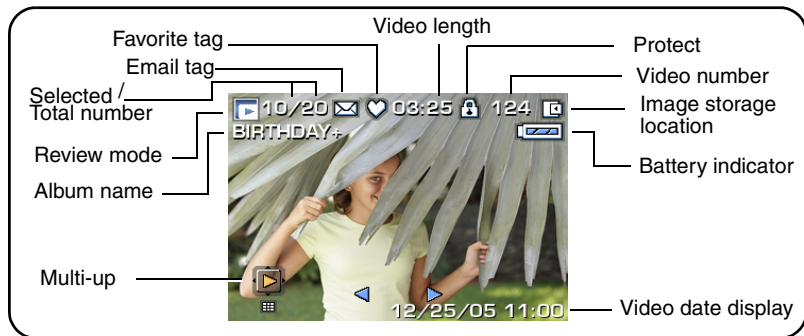 Video length
Favorite tag
Protect
Email tag
Video number
Selected /
Total number
Image storage
location
10/20 03:25 124
BIRTHDAY+
Review mode
Battery indicator
Album name
Multi-up
12/25/05 11:00
Video date display